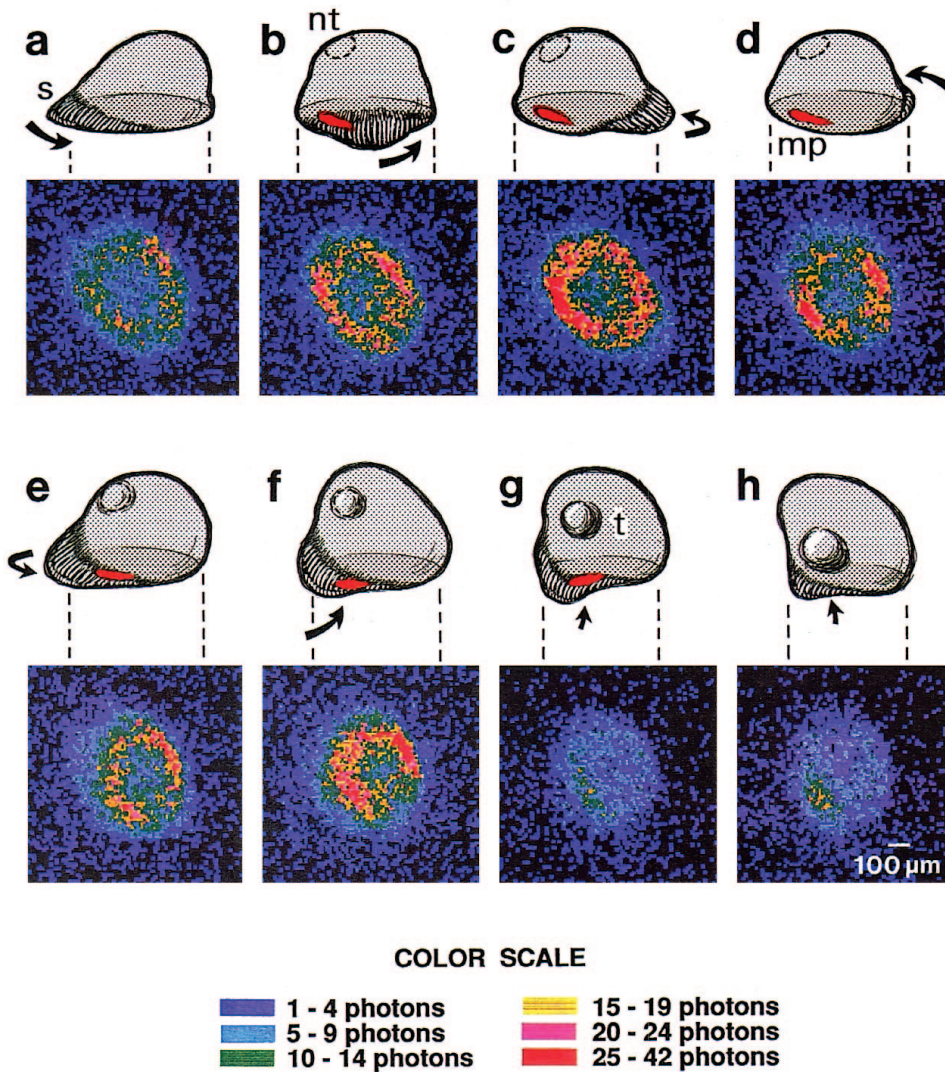 a b c d
nt
s
mp
e f g h
t
100 µm
COLOR SCALE
1 - 4 photons
5 - 9 photons
10 - 14 photons
15 - 19 photons
20 - 24 photons
25 - 42 photons